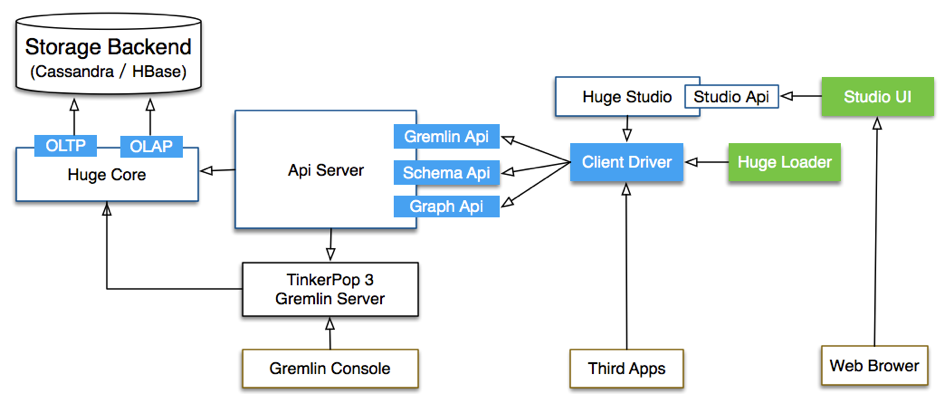 Storage Backend
(Cassandra / HBase)
OLTP
OLAP
Huge Core
Api Server
Gremlin Api
Schema Api
Graph Api
Huge Studio
Studio Api
Studio UI
Client Driver
Huge Loader
TinkerPop 3
Gremlin Server
Gremlin Console
Third Apps
Web Brower